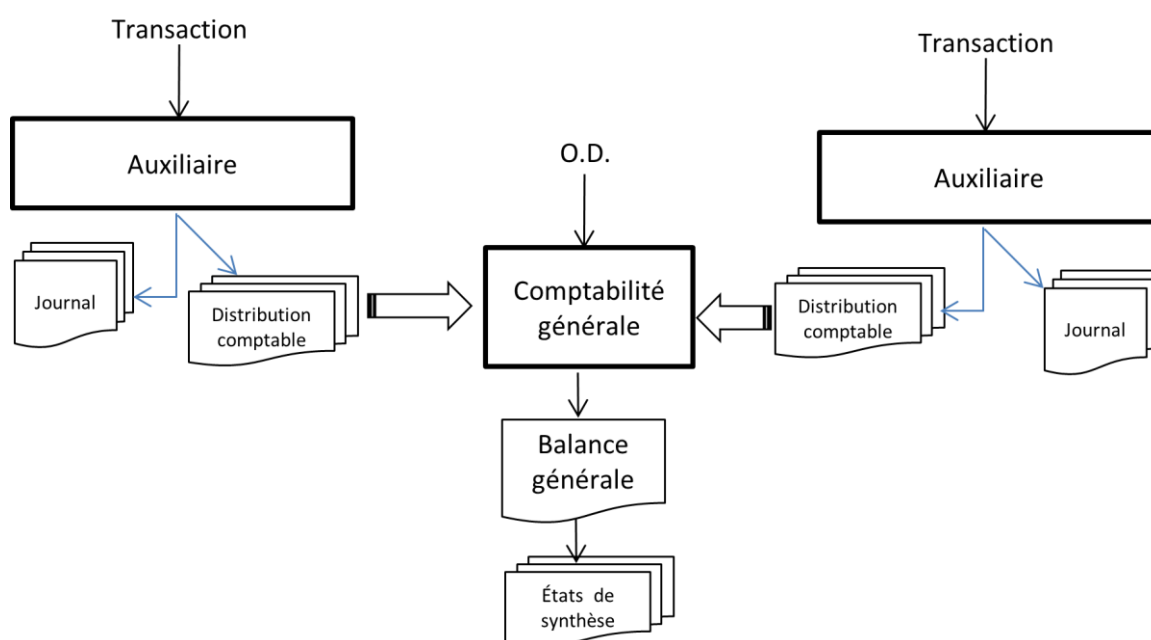 Transaction
Transaction
Auxiliaire
O.D.
Auxiliaire
Journal
Distribution
comptable
Comptabilité
générale
Distribution
comptable
Journal
Balance
générale
États de
synthèse